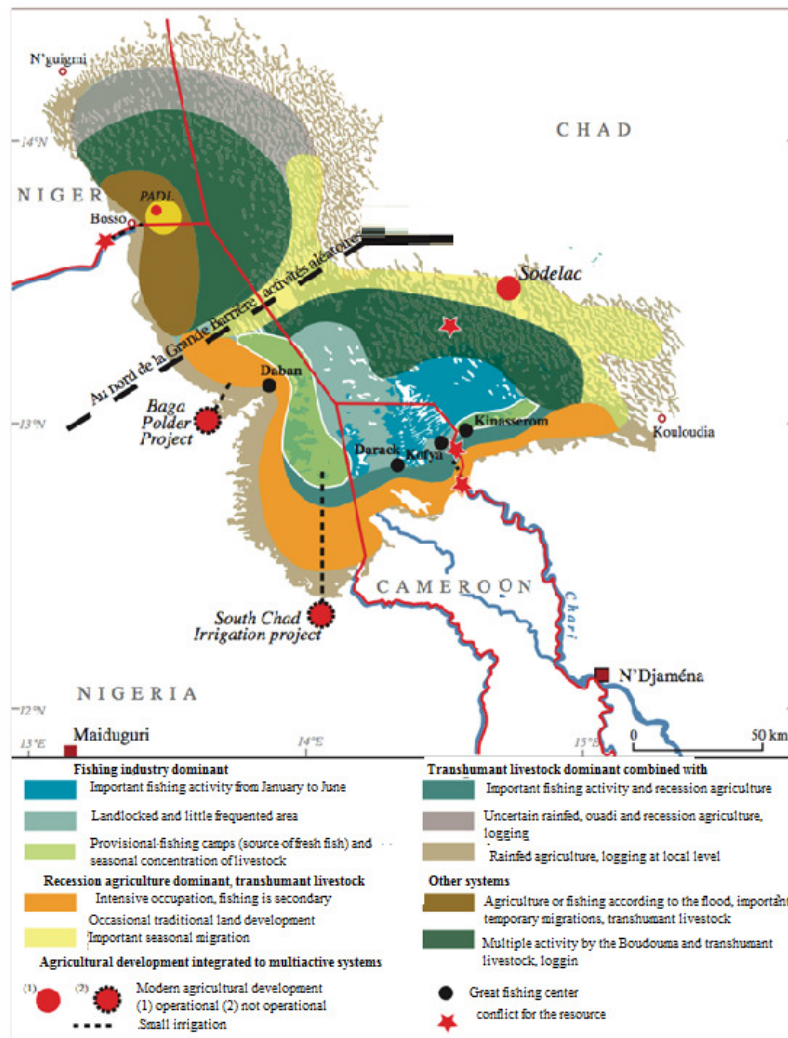 N'guigmi
14°N
CHAD
NIGER
PADL
Bosso
Au nord de la Grande Barrière, activités aléatoires
Sodelac
Daban
Baga
Polder
Project
13°N
Kinasserom
Kouloudia
Darack
Kofya
CAMEROON
Chari
South Chad
Irrigation project
N'Djaména
NIGERIA
12°N
Maiduguri
13°E
14°E
15°E
0 50 km
Fishing industry dominant
Important fishing activity from January to June
Landlocked and little frequented area
Provisional fishing camps (source of fresh fish) and
seasonal concentration of livestock
Recession agriculture dominant, transhumant livestock
Intensive occupation, fishing is secondary
Occasional traditional land development
Important seasonal migration
Agricultural development integrated to multiactive systems
(1) (2) Modern agricultural development
(1) operational (2) not operational
Small irrigation
Transhumant livestock dominant combined with
Important fishing activity and recession agriculture
Uncertain rainfed, ouadi and recession agriculture,
logging
Rainfed agriculture, logging at local level
Other systems
Agriculture or fishing according to the flood, important
temporary migrations, transhumant livestock
Multiple activity by the Boudouma and transhumant
livestock, loggin
Great fishing center
conflict for the resource